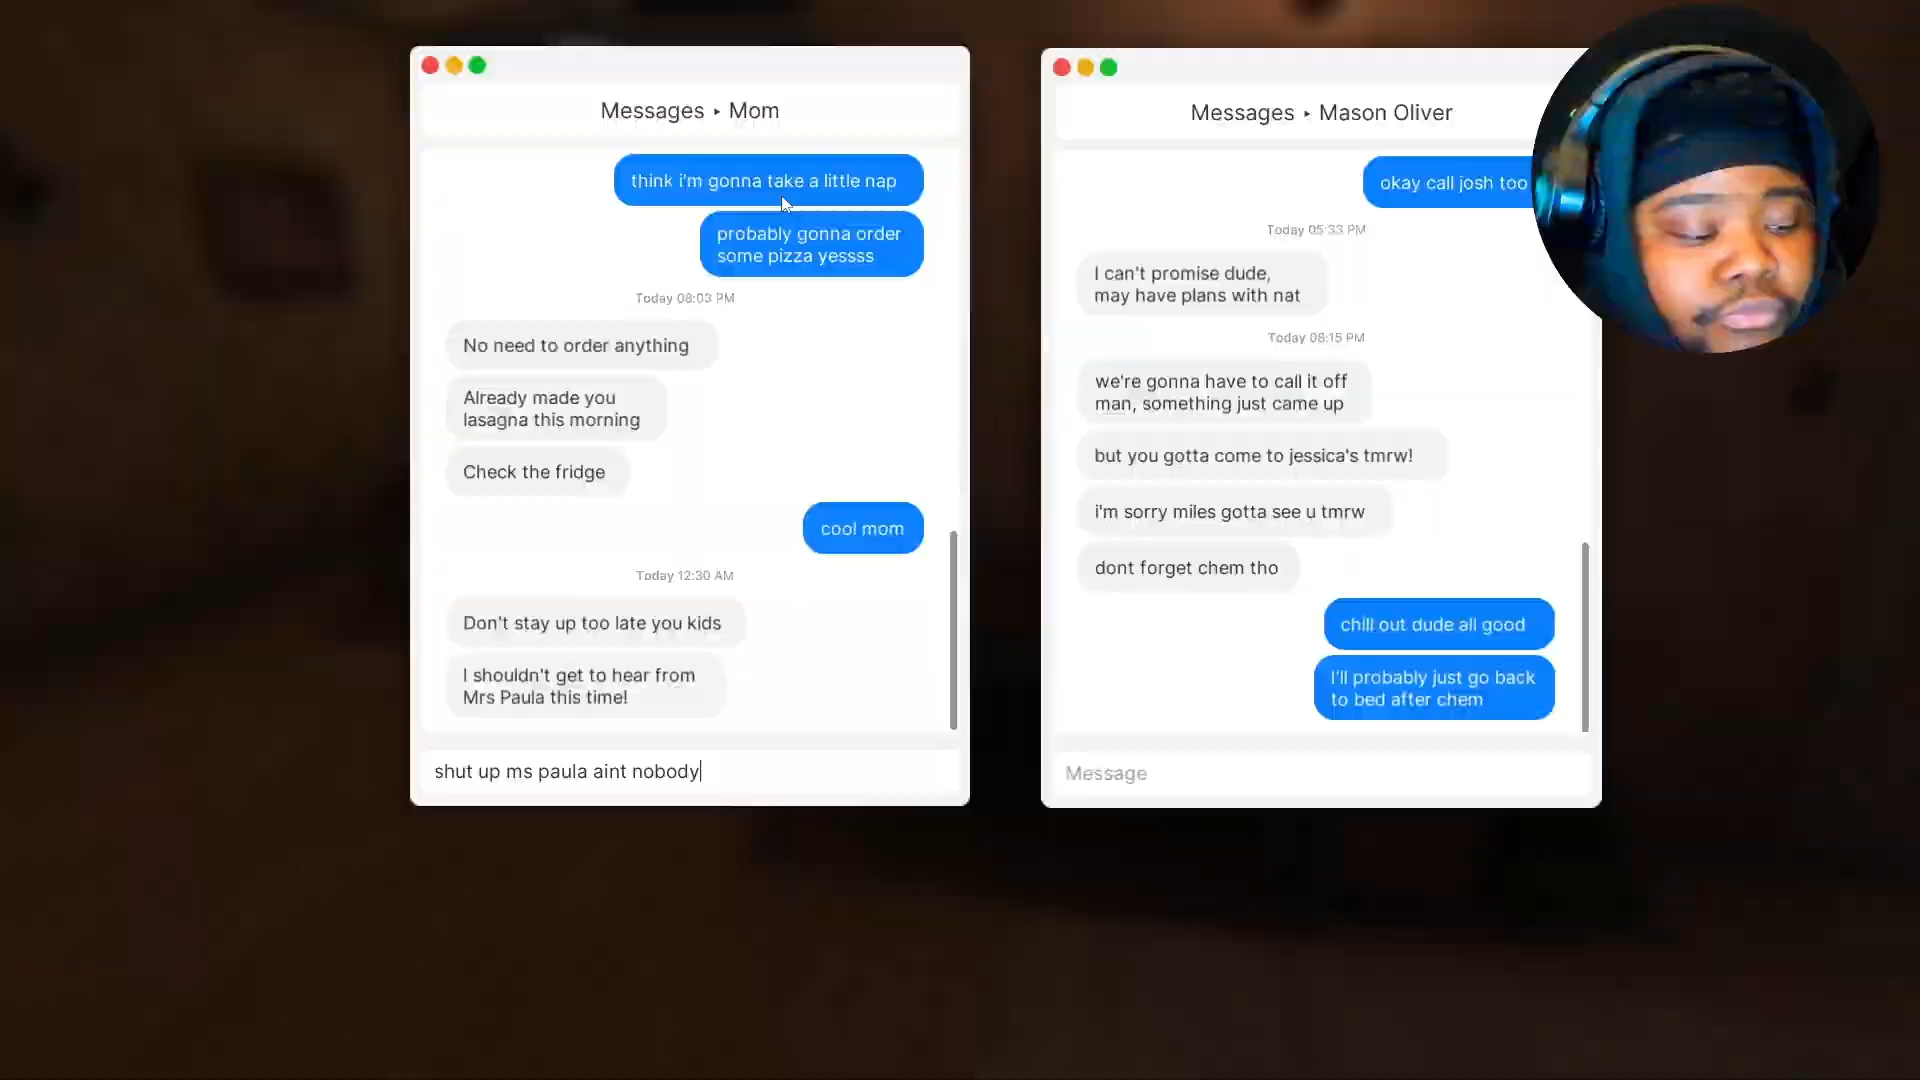 Messages ‣ Mom
think i'm gonna take a little nap
probably gonna order
some pizza yessss
Today 08:03 PM
No need to order anything
Already made you
lasagna this morning
Check the fridge
cool mom
Today 12:30 AM
Don't stay up too late you kids
I shouldn't get to hear from
Mrs Paula this time!
shut up ms paula aint nobody
Messages ‣ Mason Oliver
okay call josh too
Today 05:33 PM
I can't promise dude,
may have plans with nat
Today 08:15 PM
we're gonna have to call it off
man, something just came up
but you gotta come to jessica's tmrw!
i'm sorry miles gotta see u tmrw
dont forget chem tho
chill out dude all good
I'll probably just go back
to bed after chem
Message